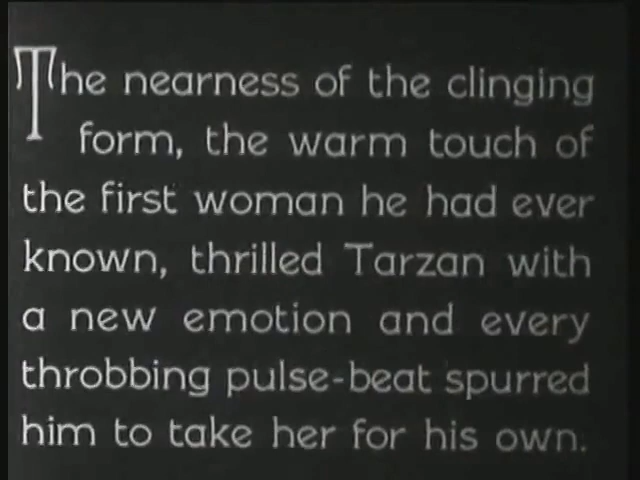 The nearness of the clinging
form, the warm touch of
the first woman he had ever
known, thrilled Tarzan with
a new emotion and every
throbbing pulse-beat spurred
him to take her for his own.